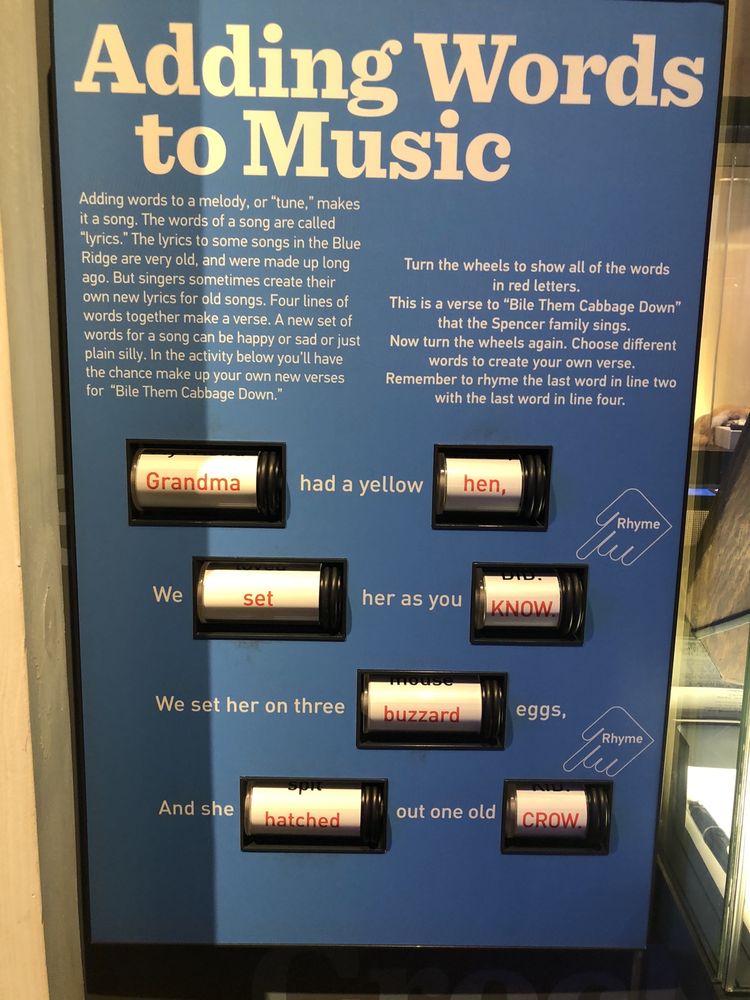 Adding Words
to Music
Adding words to a melody, or “tune,” makes
it a song. The words of a song are called
“lyrics.” The lyrics to some songs in the Blue
Ridge are very old, and were made up long
ago. But singers sometimes create their
own new lyrics for old songs. Four lines of
words together make a verse. A new set of
words for a song can be happy or sad or just
plain silly. In the activity below you’ll have
the chance make up your own new verses
for “Bile Them Cabbage Down.”
Turn the wheels to show all of the words
in red letters.
This is a verse to “Bile Them Cabbage Down”
that the Spencer family sings.
Now turn the wheels again. Choose different
words to create your own verse.
Remember to rhyme the last word in line two
with the last word in line four.
Grandma had a yellow hen,
Rhyme
loved DID.
We set her as you KNOW.
mouse
We set her on three buzzard eggs,
Rhyme
spit
And she hatched out one old CROW.